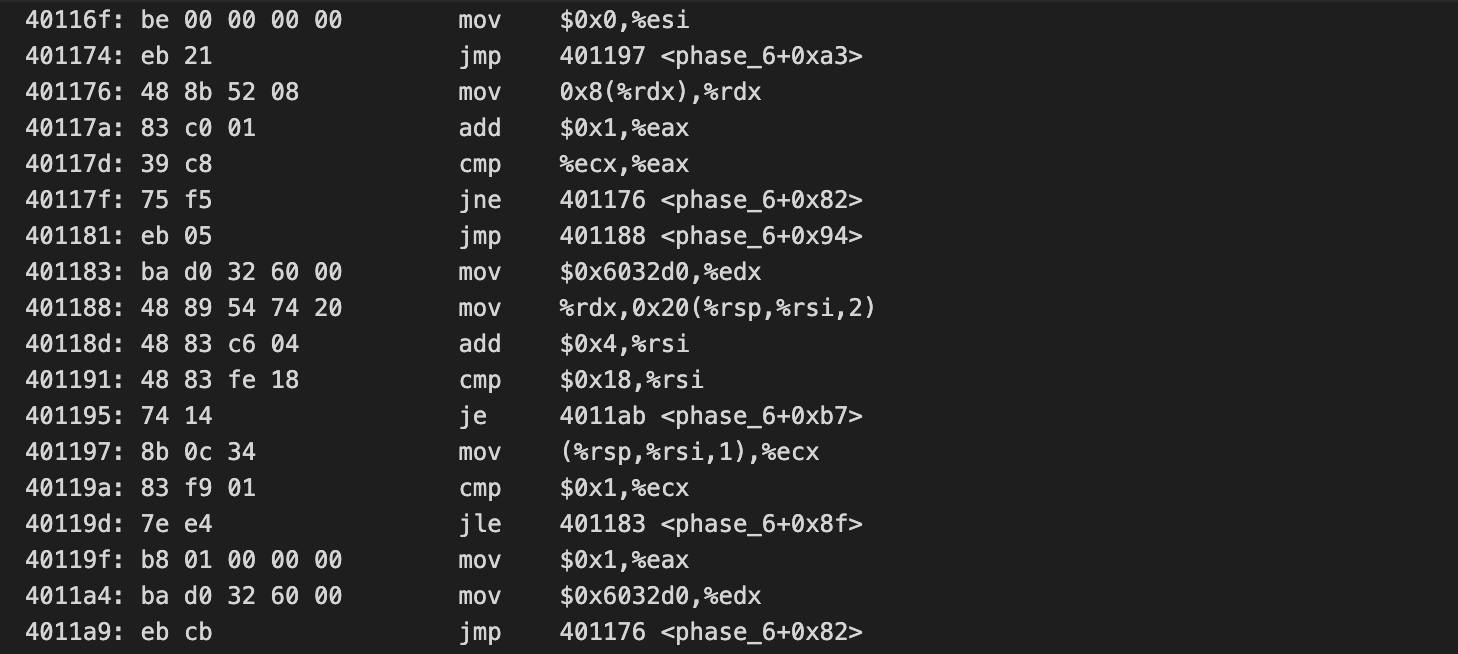 40116f: be 00 00 00 00 mov $0x0,%esi
401174: eb 21 jmp 401197 <phase_6+0xa3>
401176: 48 8b 52 08 mov 0x8(%rdx),%rdx
40117a: 83 c0 01 add $0x1,%eax
40117d: 39 c8 cmp %ecx,%eax
40117f: 75 f5 jne 401176 <phase_6+0x82>
401181: eb 05 jmp 401188 <phase_6+0x94>
401183: ba d0 32 60 00 mov $0x6032d0,%edx
401188: 48 89 54 74 20 mov %rdx,0x20(%rsp,%rsi,2)
40118d: 48 83 c6 04 add $0x4,%rsi
401191: 48 83 fe 18 cmp $0x18,%rsi
401195: 74 14 je 4011ab <phase_6+0xb7>
401197: 8b 0c 34 mov (%rsp,%rsi,1),%ecx
40119a: 83 f9 01 cmp $0x1,%ecx
40119d: 7e e4 jle 401183 <phase_6+0x8f>
40119f: b8 01 00 00 00 mov $0x1,%eax
4011a4: ba d0 32 60 00 mov $0x6032d0,%edx
4011a9: eb cb jmp 401176 <phase_6+0x82>